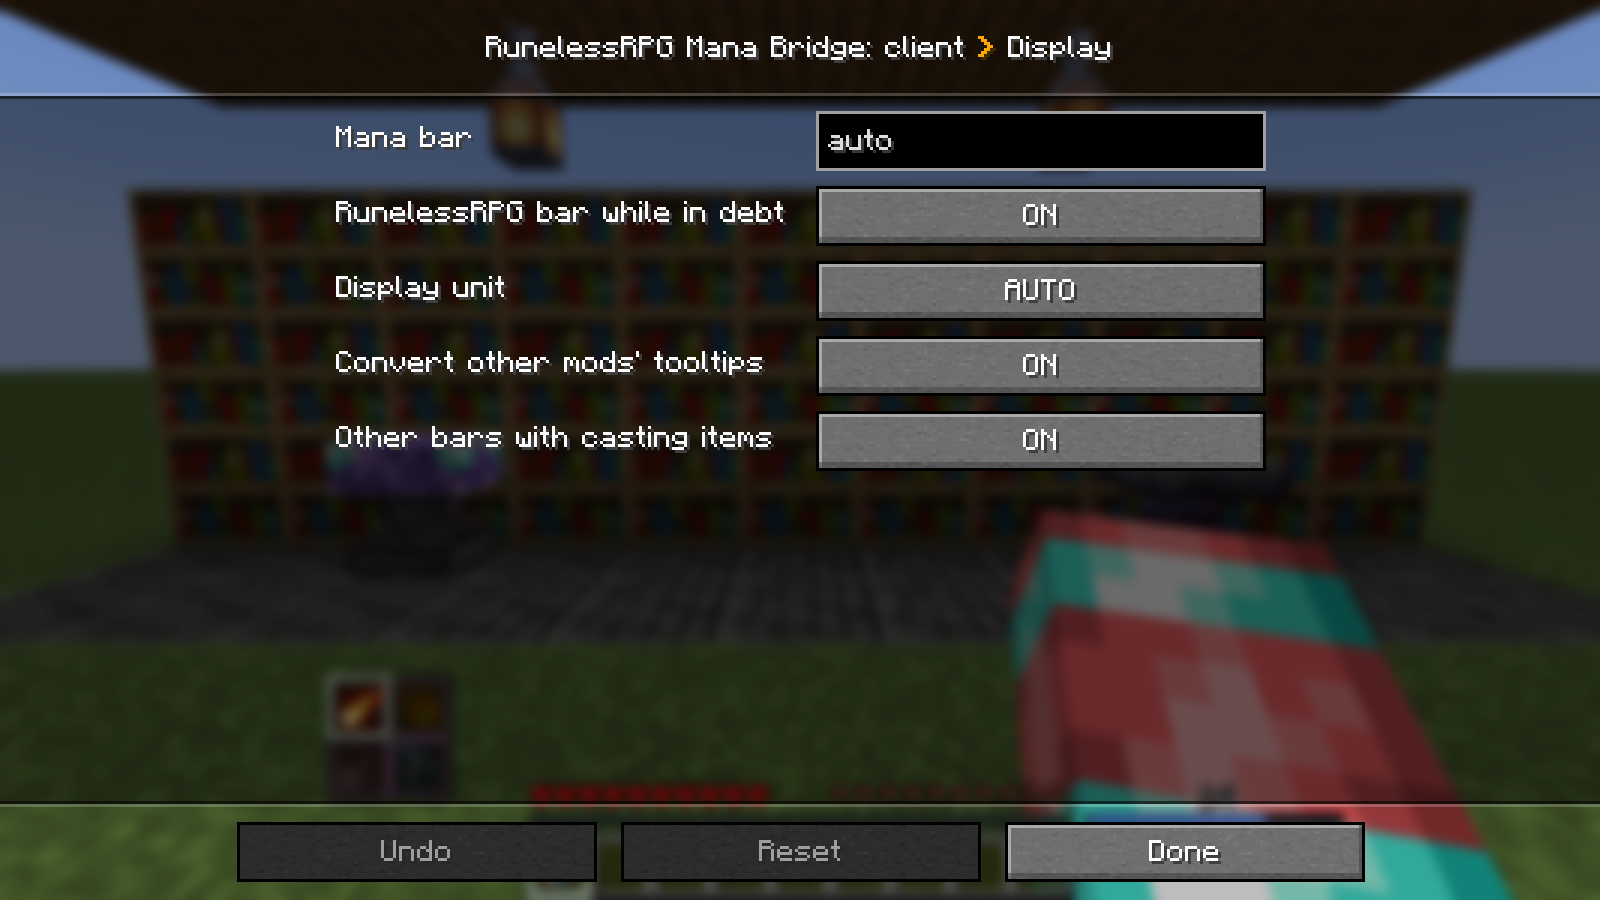 RunelessRPG Mana Bridge: client > Display
Mana bar
auto
RunelessRPG bar while in debt
ON
Display unit
AUTO
Convert other mods' tooltips
ON
Other bars with casting items
ON
Undo
Reset
Done